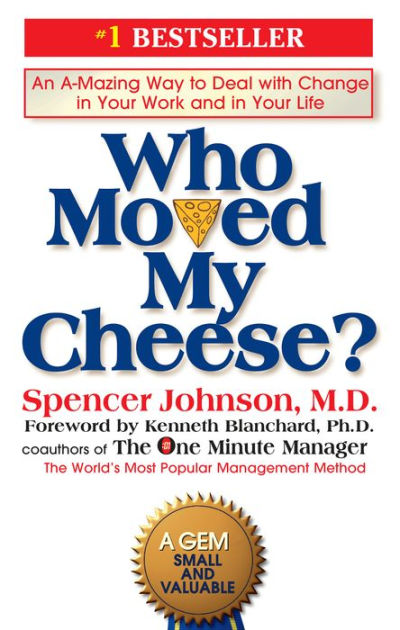 #1 BESTSELLER
An A-Mazing Way to Deal with Change
in Your Work and in Your Life
Who
Moved
My
Cheese?
Spencer Johnson, M.D.
Foreword by Kenneth Blanchard, Ph.D.
coauthors of The One Minute Manager
The World's Most Popular Management Method
A GEM
SMALL
AND
VALUABLE